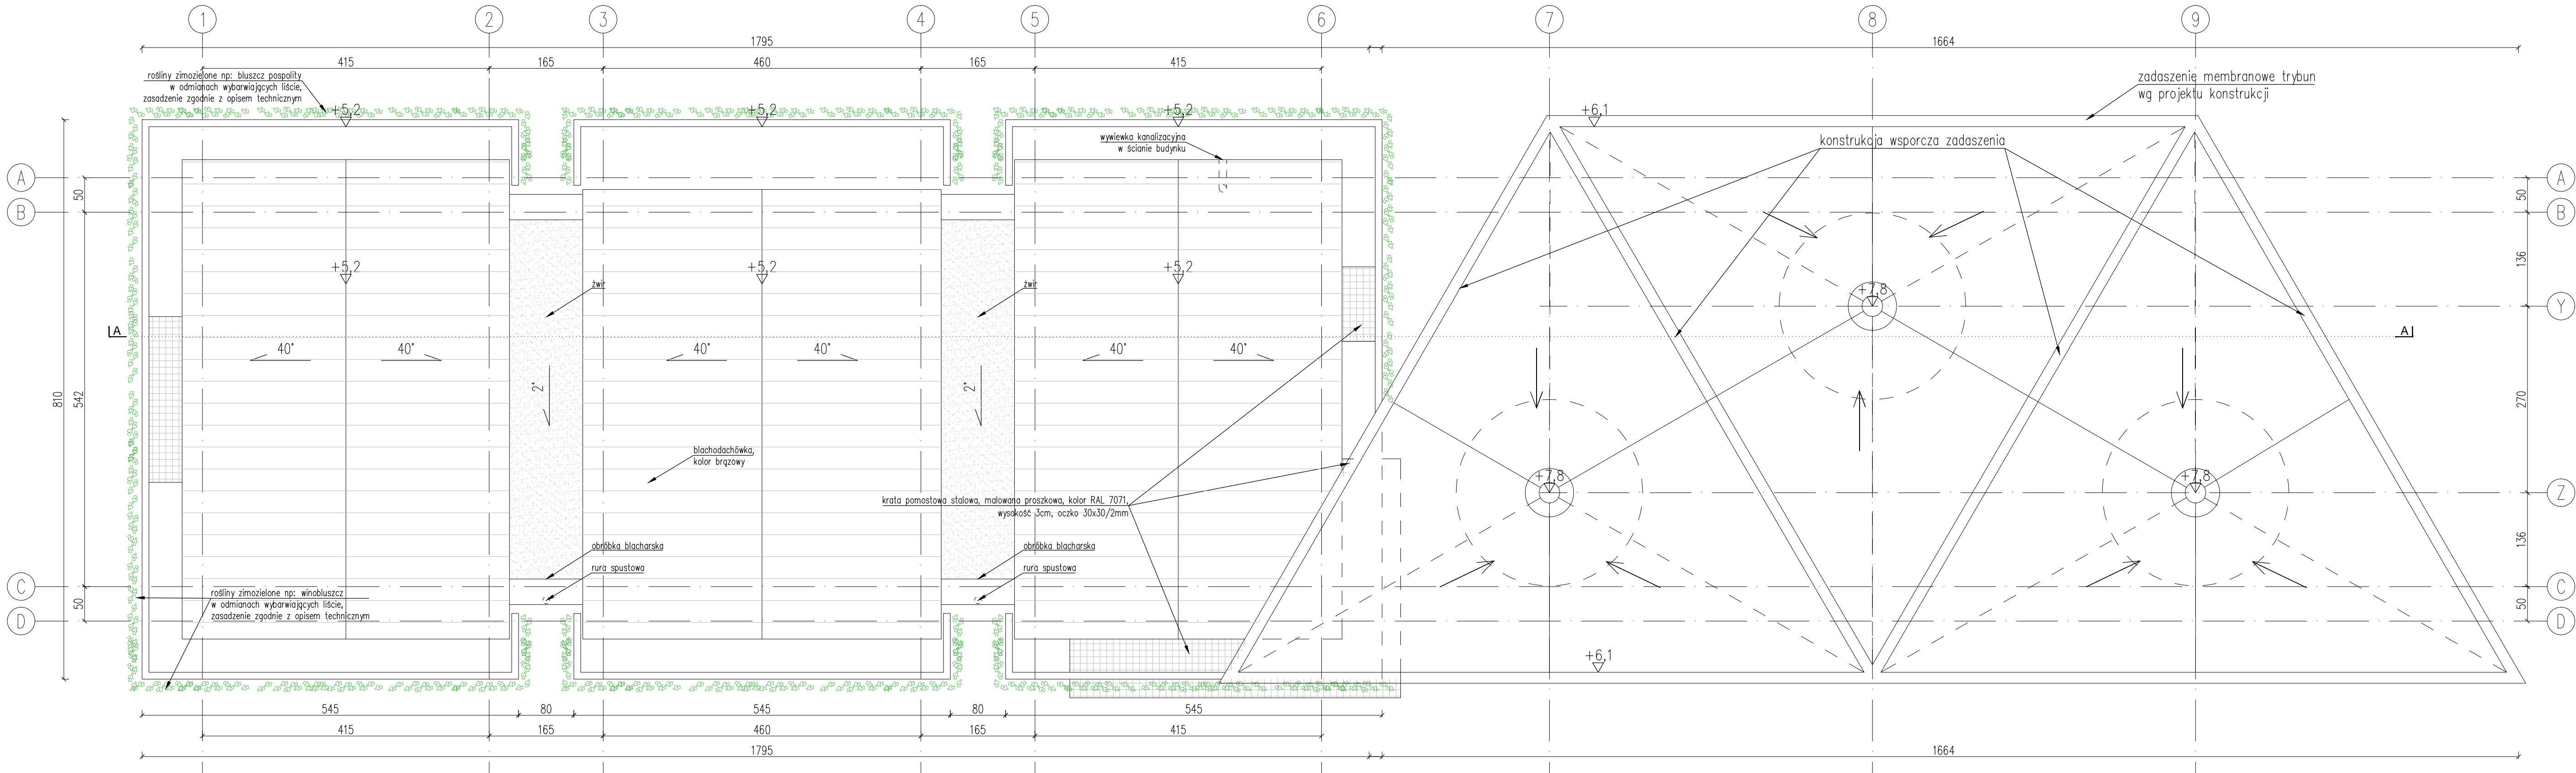 1
2
3
4
5
6
7
8
9
1795
1664
415
165
460
165
415
rośliny zimozielone np: bluszcz pospolity
w odmianach wybarwiających liście,
zasadzenie zgodnie z opisem technicznym
+5,2
+5,2
+5,2
+6,1
zadaszenie membranowe trybun
wg projektu konstrukcji
wywiewka kanalizacyjna
w ścianie budynku
konstrukcja wsporcza zadaszenia
A
A
50
50
B
B
136
+5,2
+5,2
+5,2
żwir
żwir
+7,8
Y
A
A
40°
40°
40°
40°
40°
40°
2°
2°
810
542
270
blachodachówka,
kolor brązowy
krata pomostowa stalowa, malowana proszkowa, kolor RAL 7071,
wysokość 3cm, oczko 30x30/2mm
+7,8
+7,8
Z
obróbka blacharska
obróbka blacharska
136
rura spustowa
rura spustowa
C
C
50
50
rośliny zimozielone np: winobluszcz
w odmianach wybarwiających liście,
zasadzenie zgodnie z opisem technicznym
D
D
+6,1
545
80
545
80
545
415
165
460
165
415
1795
1664